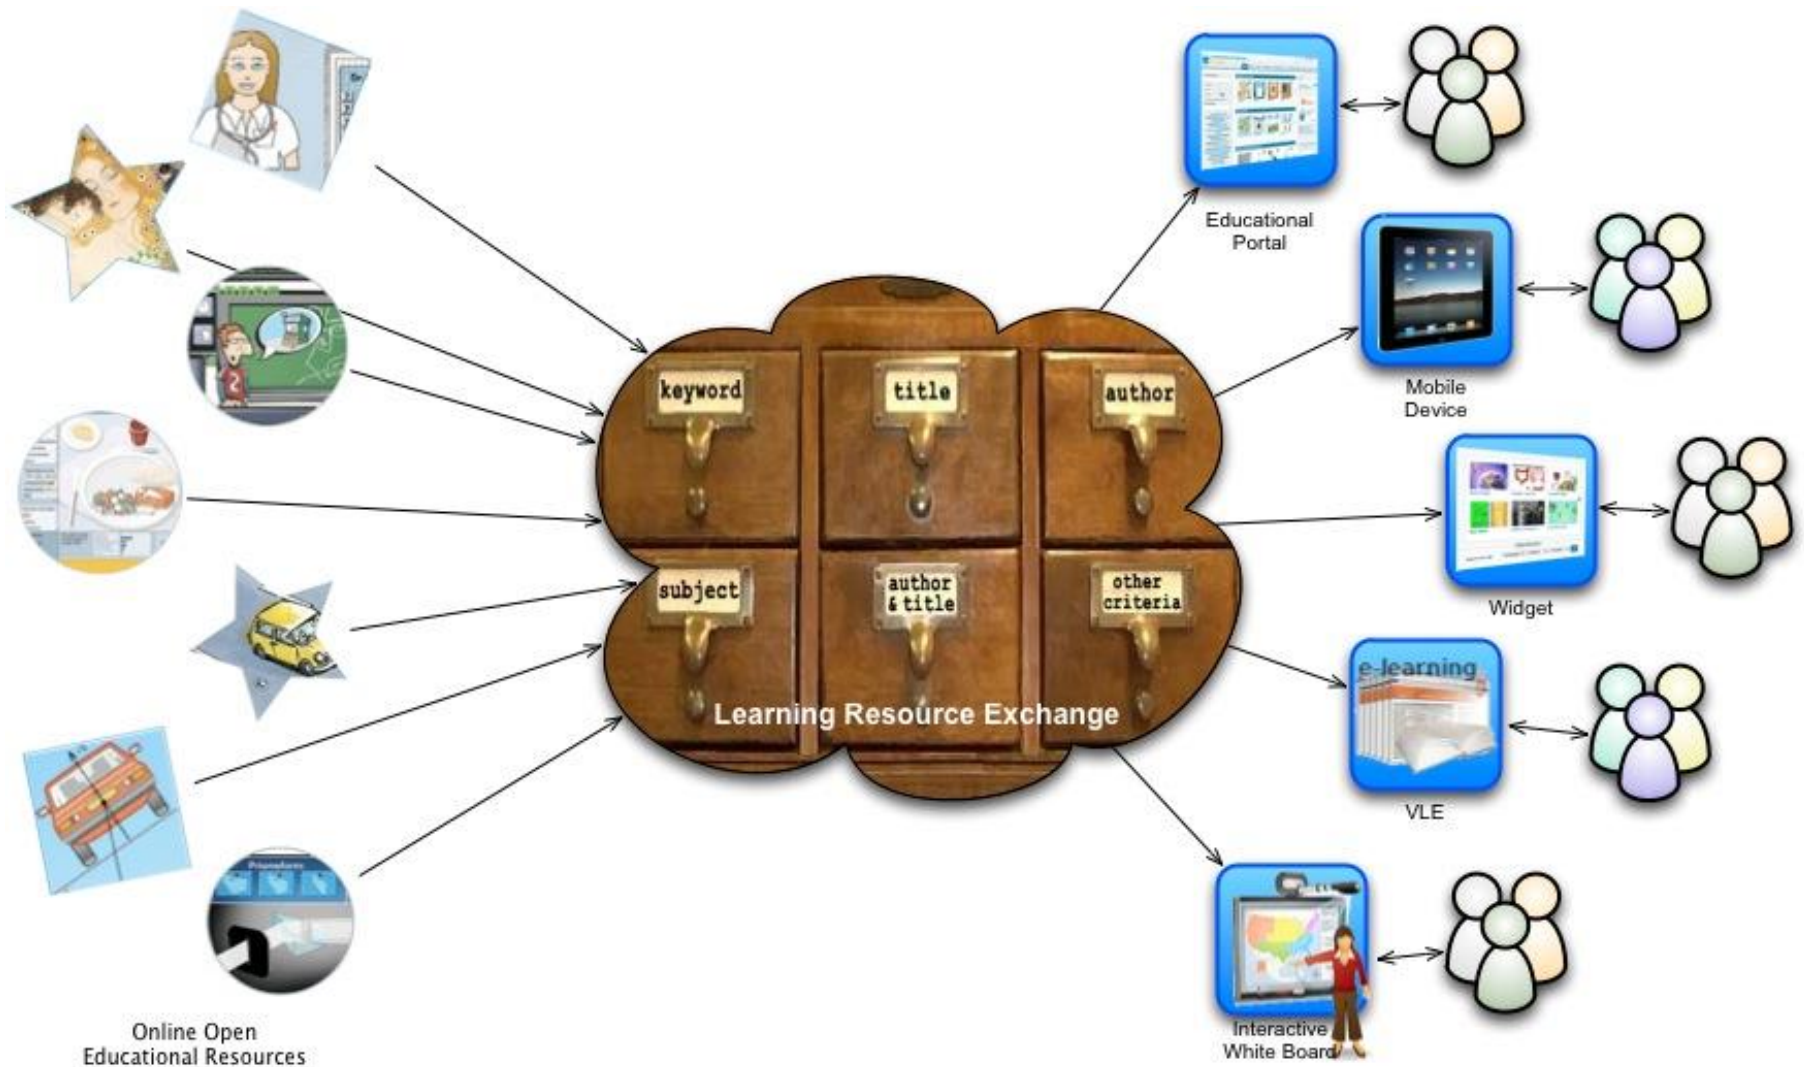 Educational
Portal
Mobile
Device
keyword
title
author
Widget
subject
author
& title
other
criteria
e-learning
Learning Resource Exchange
VLE
Interactive
White Board
Online Open
Educational Resources